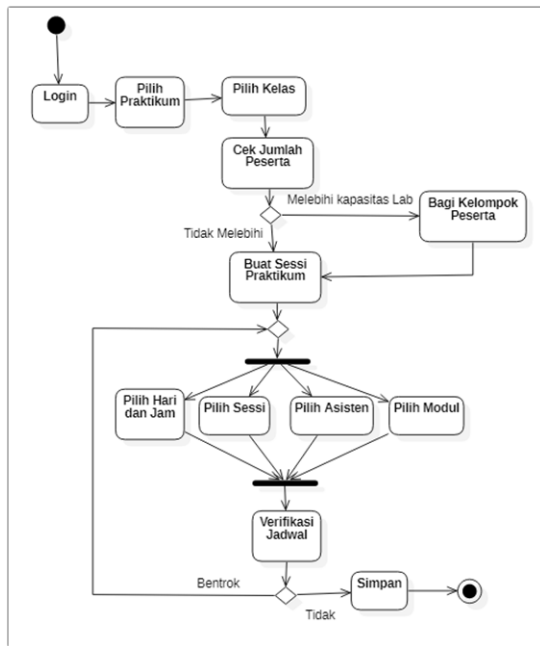 Login
Pilih
Praktikum
Pilih Kelas
Cek Jumlah
Peserta
Melebihi kapasitas Lab
Bagi Kelompok
Peserta
Tidak Melebihi
Buat Sessi
Praktikum
Pilih Hari
dan Jam
Pilih Sessi
Pilih Asisten
Pilih Modul
Verifikasi
Jadwal
Bentrok
Simpan
Tidak